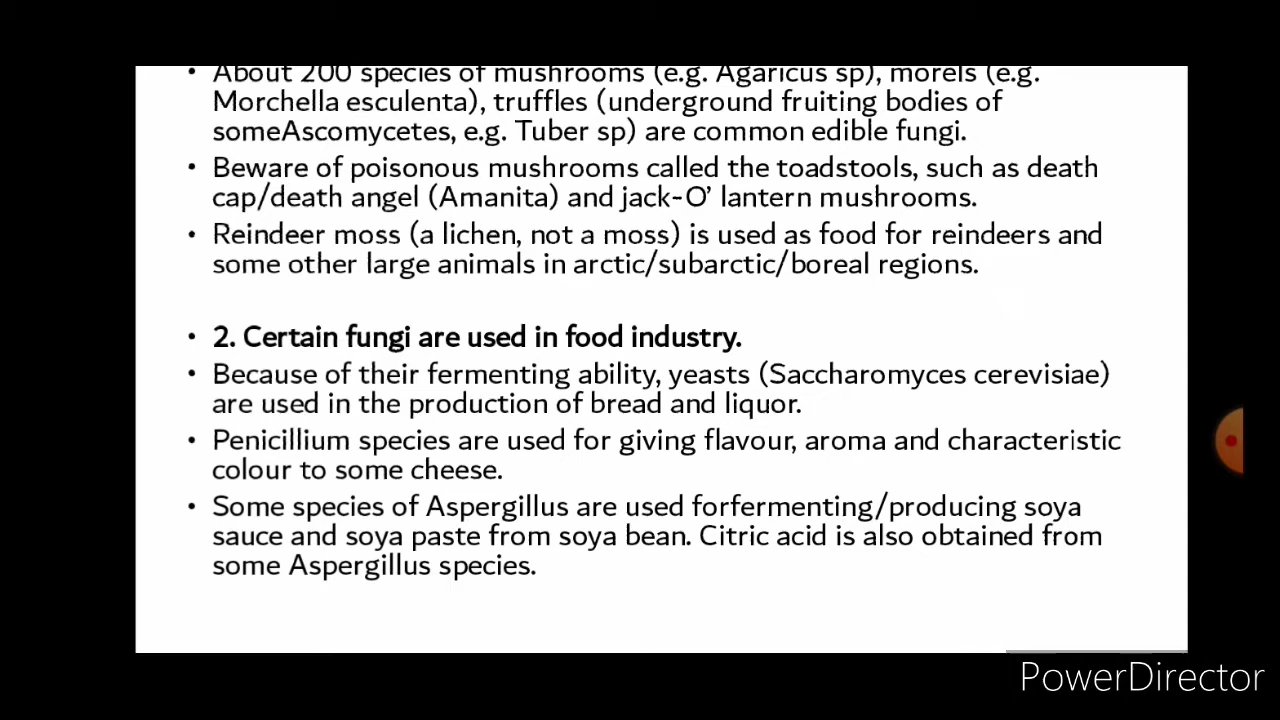 • About 200 species of mushrooms (e.g. Agaricus sp), morels (e.g.
Morchella esculenta), truffles (underground fruiting bodies of
someAscomycetes, e.g. Tuber sp) are common edible fungi.
• Beware of poisonous mushrooms called the toadstools, such as death
cap/death angel (Amanita) and jack-O’ lantern mushrooms.
• Reindeer moss (a lichen, not a moss) is used as food for reindeers and
some other large animals in arctic/subarctic/boreal regions.
• 2. Certain fungi are used in food industry.
• Because of their fermenting ability, yeasts (Saccharomyces cerevisiae)
are used in the production of bread and liquor.
• Penicillium species are used for giving flavour, aroma and characteristic
colour to some cheese.
• Some species of Aspergillus are used forfermenting/producing soya
sauce and soya paste from soya bean. Citric acid is also obtained from
some Aspergillus species.
PowerDirector